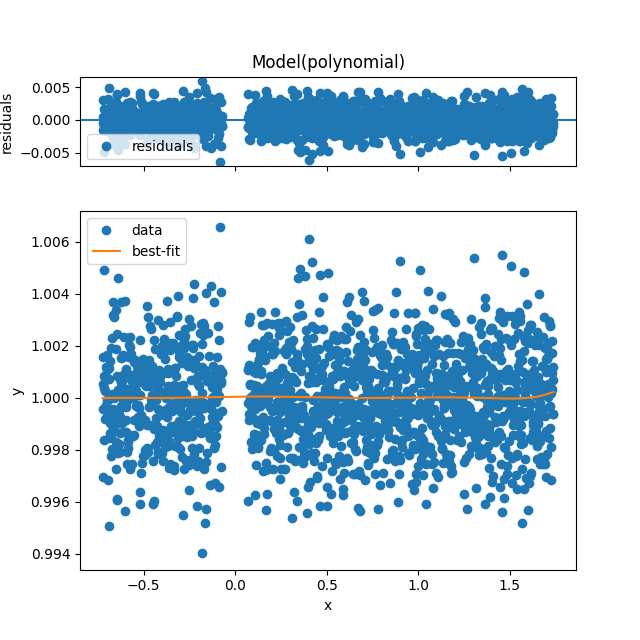 Model(polynomial)
0.005
0.000
−0.005
residuals
residuals
1.006
1.004
1.002
1.000
0.998
0.996
0.994
y
data
best-fit
−0.5
0.0
0.5
1.0
1.5
x